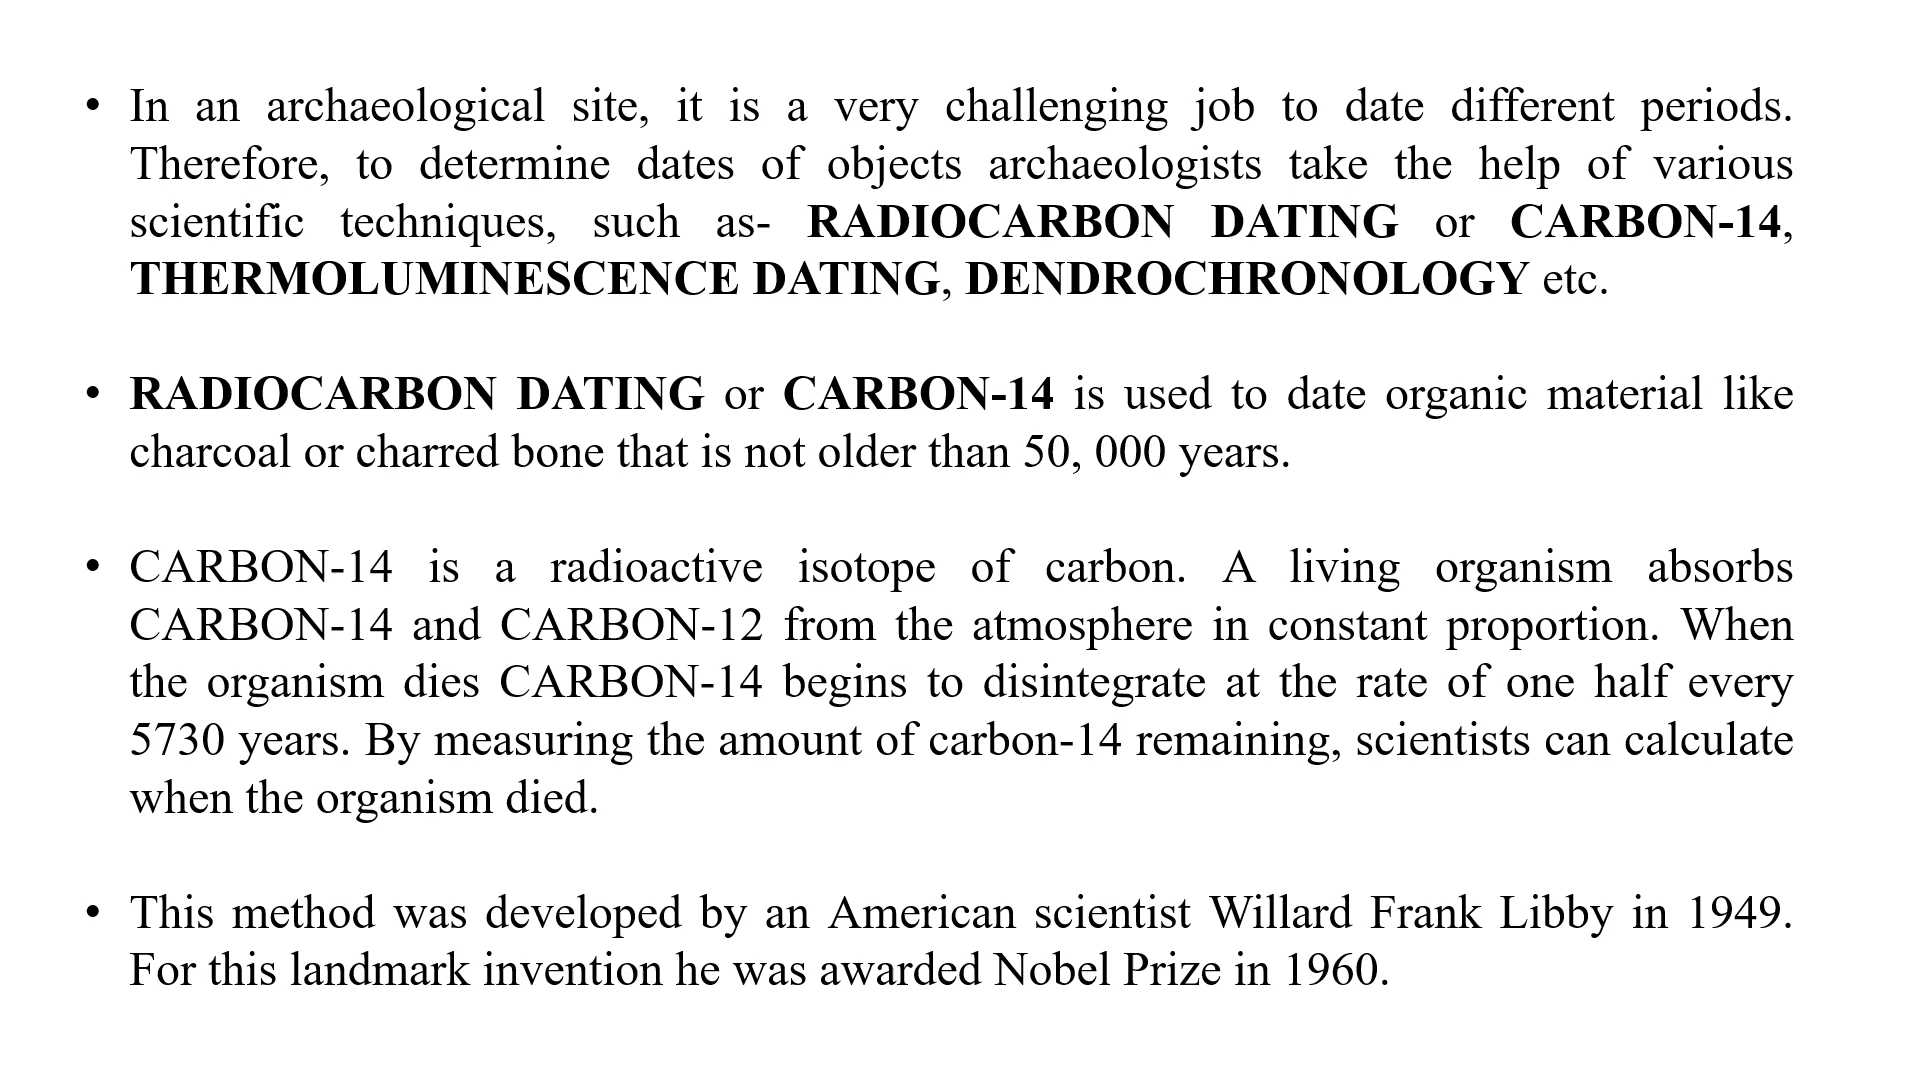 • In an archaeological site, it is a very challenging job to date different periods.
Therefore, to determine dates of objects archaeologists take the help of various
scientific techniques, such as- RADIOCARBON DATING or CARBON-14,
THERMOLUMINESCENCE DATING, DENDROCHRONOLOGY etc.
• RADIOCARBON DATING or CARBON-14 is used to date organic material like
charcoal or charred bone that is not older than 50, 000 years.
• CARBON-14 is a radioactive isotope of carbon. A living organism absorbs
CARBON-14 and CARBON-12 from the atmosphere in constant proportion. When
the organism dies CARBON-14 begins to disintegrate at the rate of one half every
5730 years. By measuring the amount of carbon-14 remaining, scientists can calculate
when the organism died.
• This method was developed by an American scientist Willard Frank Libby in 1949.
For this landmark invention he was awarded Nobel Prize in 1960.